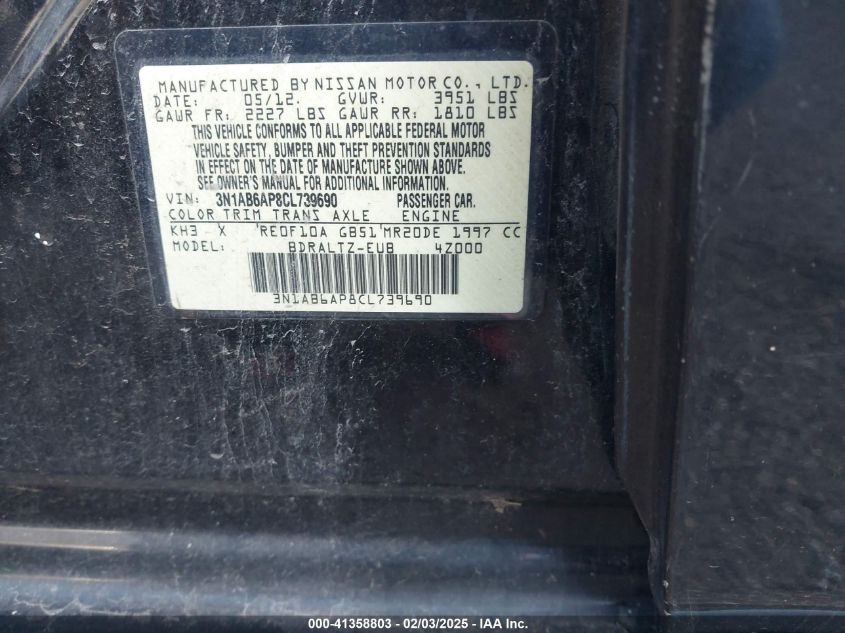 MANUFACTURED BY NISSAN MOTOR CO., LTD.
DATE: 05/12. GVWR: 3951 LBS
GAWR FR: 2227 LBS GAWR RR: 1810 LBS
THIS VEHICLE CONFORMS TO ALL APPLICABLE FEDERAL MOTOR
VEHICLE SAFETY, BUMPER AND THEFT PREVENTION STANDARDS
IN EFFECT ON THE DATE OF MANUFACTURE SHOWN ABOVE.
SEE OWNER'S MANUAL FOR ADDITIONAL INFORMATION.
VIN: 3N1AB6AP8CL739690 PASSENGER CAR.
COLOR TRIM TRANS AXLE ENGINE
KH3 X RE0F10A GB51 MR20DE 1997 CC
MODEL: BDRALTZ-EUB 4Z000
3N1AB6AP8CL739690
000-41358803 - 02/03/2025 - © IAA Inc.